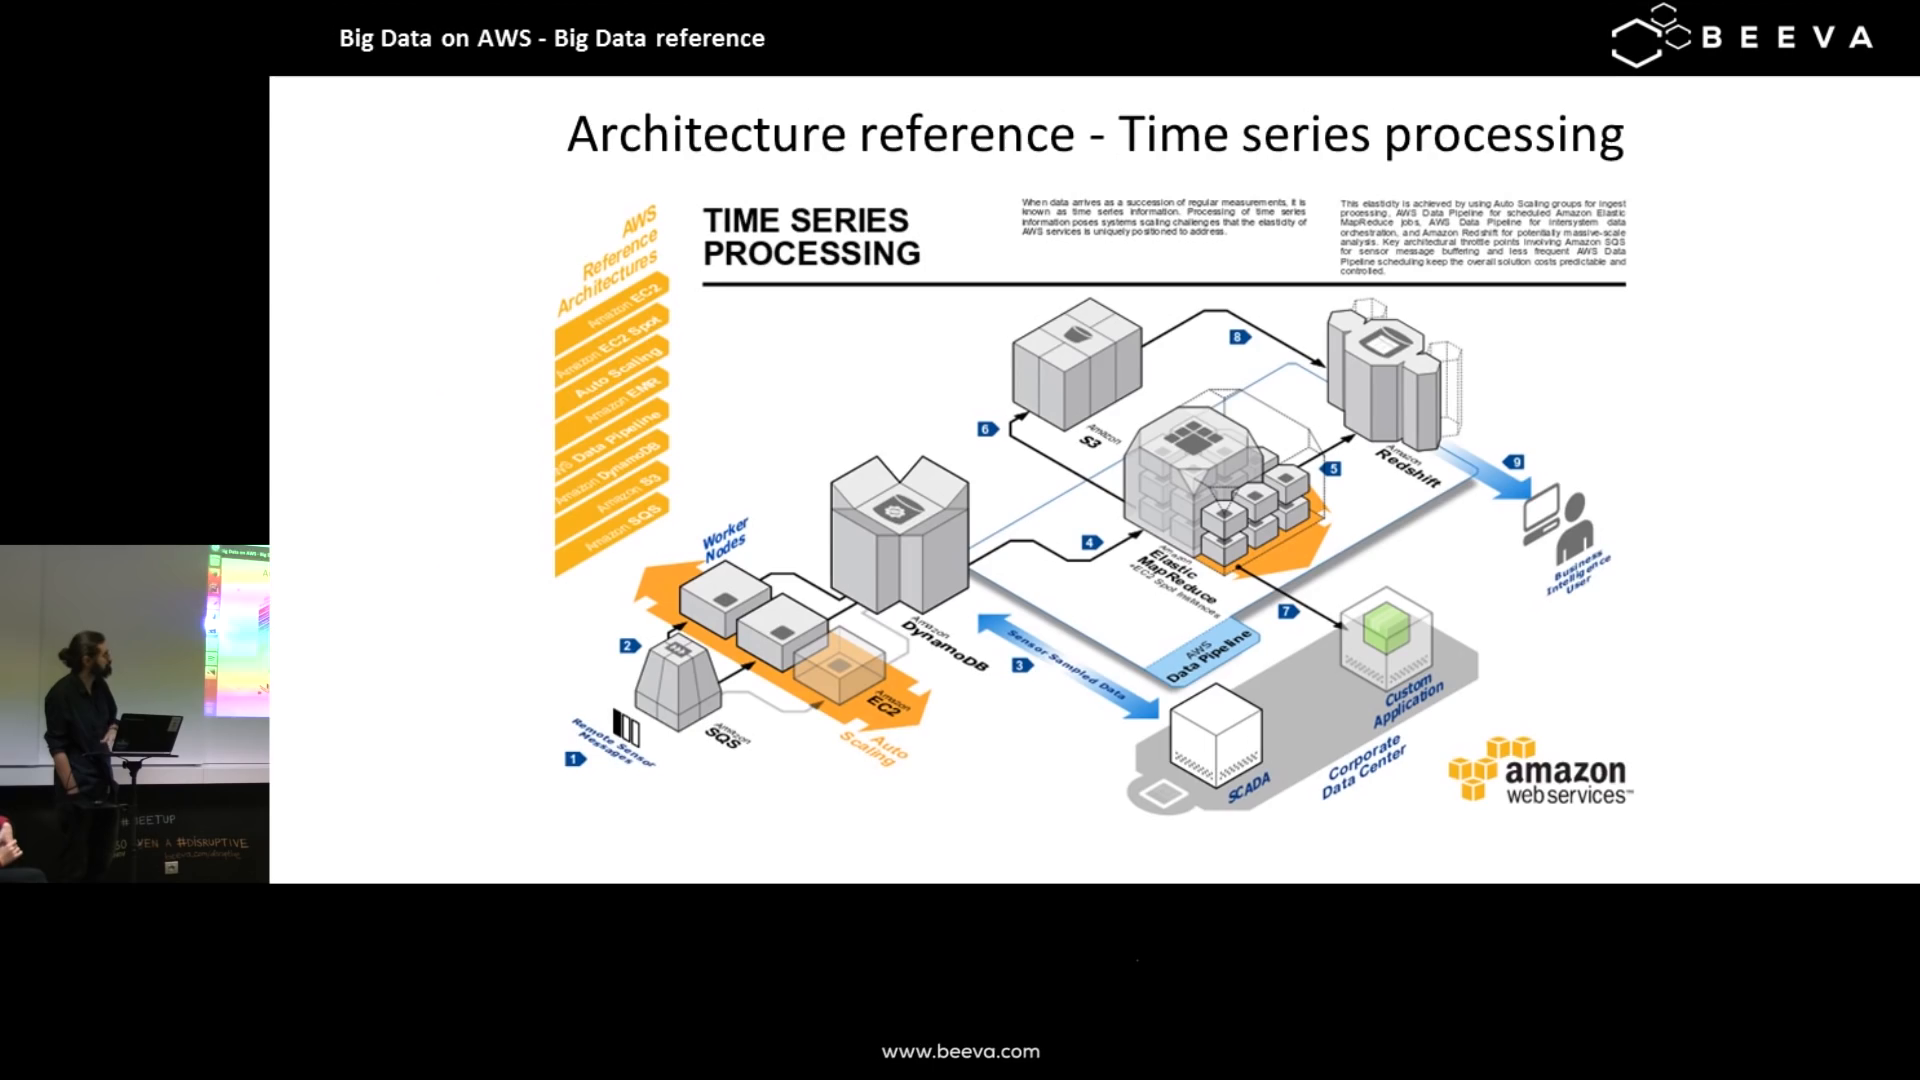 Big Data on AWS - Big Data reference
BEEVA
Architecture reference - Time series processing
AWS
Reference
Architectures
Amazon EC2
Amazon EC2 Spot
Auto Scaling
Amazon EMR
AWS Data Pipeline
Amazon DynamoDB
Amazon S3
Amazon SQS
TIME SERIES
PROCESSING
When data arrives as a succession of regular measurements, it is
known as time series information. Processing of time series
information poses systems scaling challenges that the elasticity of
AWS services is uniquely positioned to address.
This elasticity is achieved by using Auto Scaling groups for ingest
processing, AWS Data Pipeline for scheduled Amazon Elastic
MapReduce jobs, AWS Data Pipeline for intersystem data
orchestration, and Amazon Redshift for potentially massive-scale
analysis. Key architectural throttle points involving Amazon SQS
for sensor message buffering and less frequent AWS Data
Pipeline scheduling keep the overall solution costs predictable and
controlled.
8
6
Amazon
S3
5
Amazon
Redshift
9
Business
Intelligence
User
Worker
Nodes
4
Amazon
Elastic
MapReduce
+EC2 Spot Instances
7
2
Amazon
DynamoDB
Sensor Sampled Data
3
AWS
Data Pipeline
Amazon
EC2
Auto
Scaling
Amazon
SQS
Remote Sensor
Messages
1
Custom
Application
SCADA
Corporate
Data Center
amazon
web services™
EVEN & #DISRUPTIVE
www.beeva.com